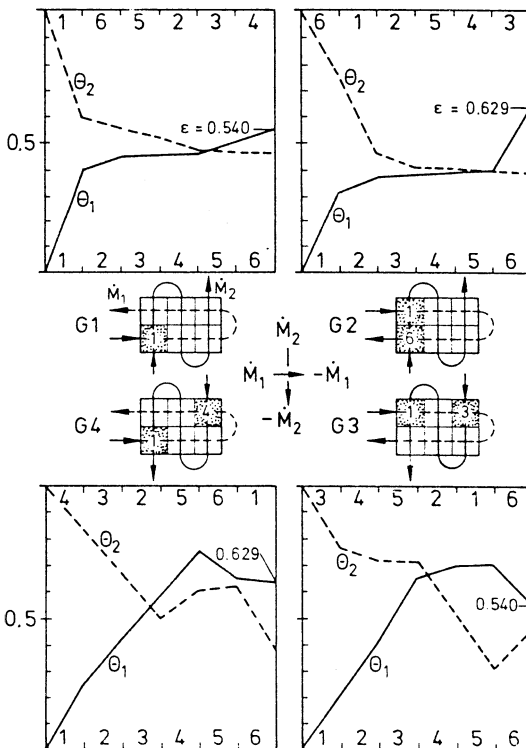 1 6 5 2 3 4
6 1 2 5 4 3
Θ₂
Θ₂
ε = 0.540
ε = 0.629
0,5
Θ₁
Θ₁
1 2 3 4 5 6
1 2 3 4 5 6
Ṁ₁ Ṁ₂
G1 1
Ṁ₂
G2 1
6
Ṁ₁ -Ṁ₁
-Ṁ₂
G4 4
1
G3 1 3
4 3 2 5 6 1
3 4 5 2 1 6
Θ₂
Θ₂
0.629
0.540
0,5
Θ₁
Θ₁
1 2 3 4 5 6
1 2 3 4 5 6